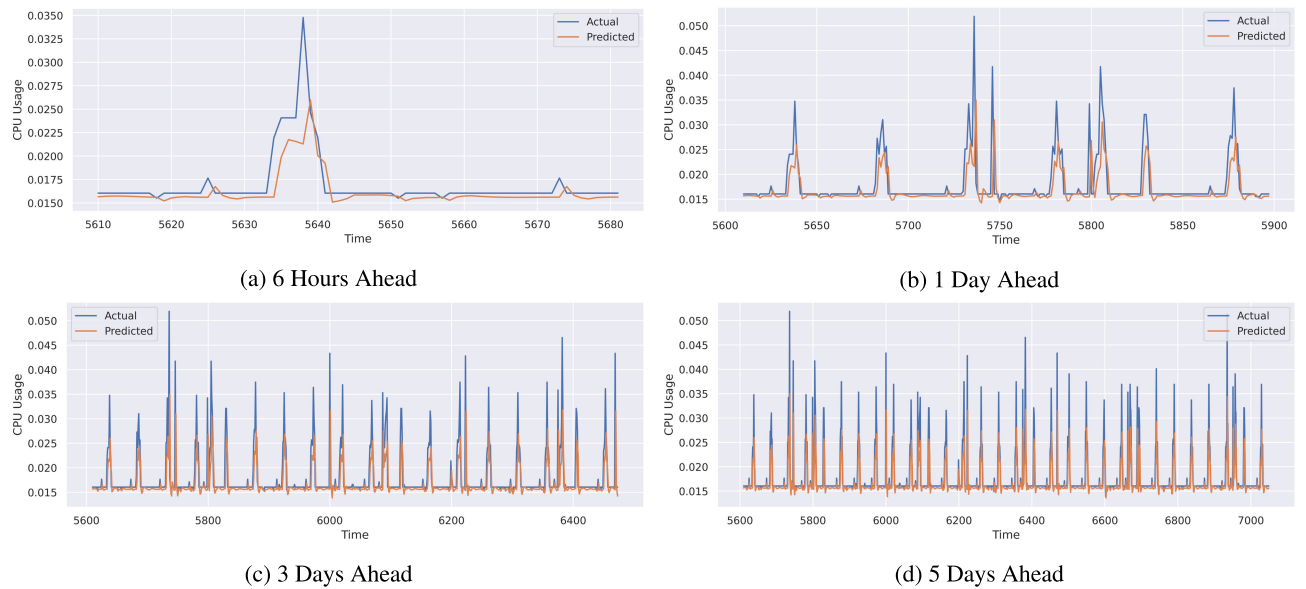 0.0350
0.0325
0.0300
0.0275
0.0250
0.0225
0.0200
0.0175
0.0150
CPU Usage
Actual
Predicted
5610 5620 5630 5640 5650 5660 5670 5680
Time
(a) 6 Hours Ahead
0.050
0.045
0.040
0.035
0.030
0.025
0.020
0.015
CPU Usage
Actual
Predicted
5600 5650 5700 5750 5800 5850 5900
Time
(b) 1 Day Ahead
0.050
0.045
0.040
0.035
0.030
0.025
0.020
0.015
CPU Usage
Actual
Predicted
5600 5800 6000 6200 6400
Time
(c) 3 Days Ahead
0.050
0.045
0.040
0.035
0.030
0.025
0.020
0.015
CPU Usage
Actual
Predicted
5600 5800 6000 6200 6400 6600 6800 7000
Time
(d) 5 Days Ahead